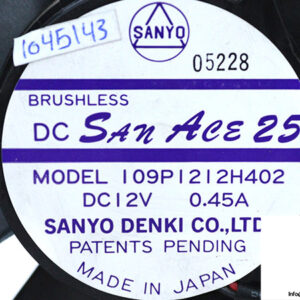 1045143
SANYO
05228
BRUSHLESS
DC SAN ACE 25
MODEL 109P1212H402
DC12V 0.45A
SANYO DENKI CO.,LTD
PATENTS PENDING
MADE IN JAPAN